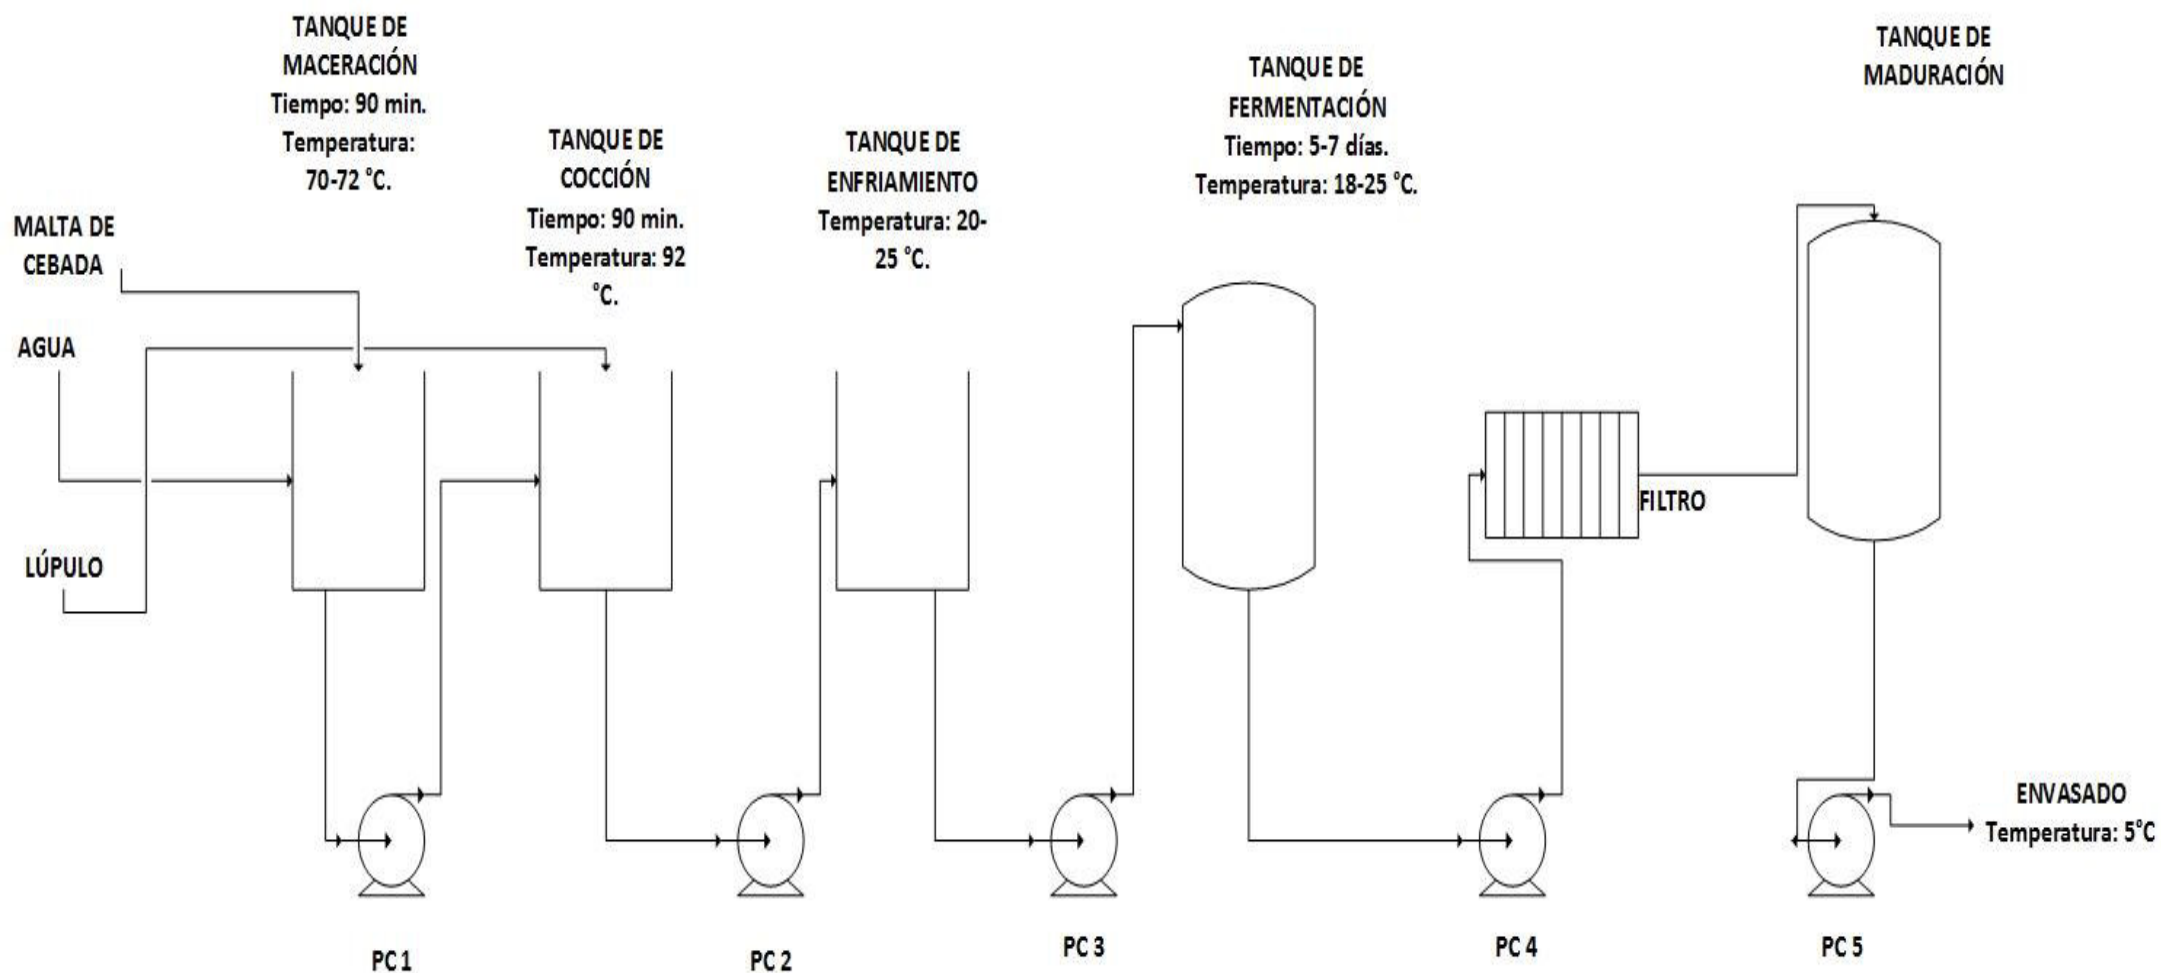 TANQUE DE
MACERACIÓN
Tiempo: 90 min.
Temperatura:
70-72 °C.
TANQUE DE
COCCIÓN
Tiempo: 90 min.
Temperatura: 92
°C.
TANQUE DE
ENFRIAMIENTO
Temperatura: 20-
25 °C.
TANQUE DE
FERMENTACIÓN
Tiempo: 5-7 días.
Temperatura: 18-25 °C.
TANQUE DE
MADURACIÓN
MALTA DE
CEBADA
AGUA
LÚPULO
FILTRO
ENVASADO
Temperatura: 5°C
PC 1
PC 2
PC 3
PC 4
PC 5